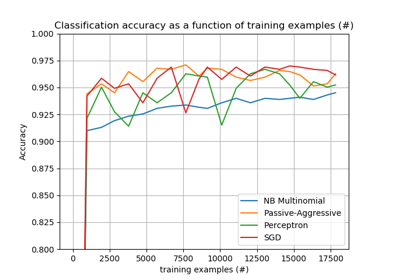 Classification accuracy as a function of training examples (#)
1.000
0.975
0.950
0.925
0.900
0.875
0.850
0.825
0.800
Accuracy
0 2500 5000 7500 10000 12500 15000 17500
training examples (#)
NB Multinomial
Passive-Aggressive
Perceptron
SGD